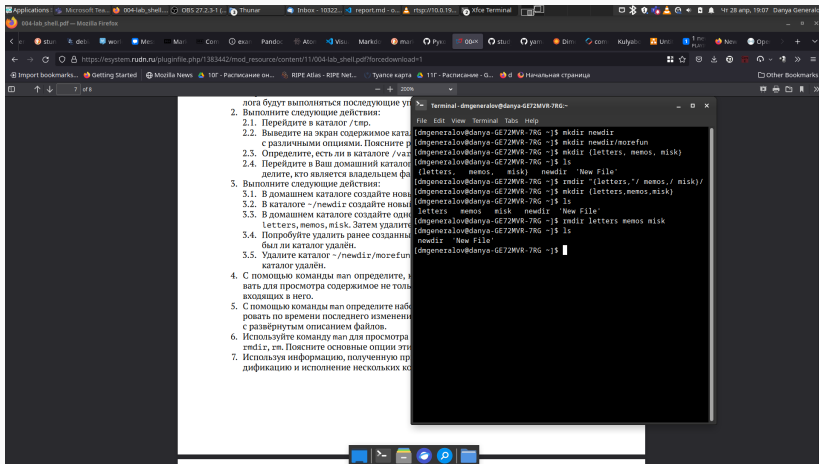 Applications Microsoft Tea... OBS 27.2.3-1 (... Thunar Inbox - 10322... report.md - o... rtsp://10.0.19... Xfce Terminal Чт 28 апр, 19:07 Danya Generalo
004-lab_shell.pdf — Mozilla Firefox
https://esystem.rudn.ru/pluginfile.php/1383442/mod_resource/content/11/004-lab_shell.pdf?forcedownload=1
Import bookmarks... Getting Started Mozilla News 10Г - Расписание он... RIPE Atlas - RIPE Net... Туапсе карта 11Г - Расписание - G... d Начальная страница Other Bookmarks
7 of 8 200%
лога будут выполняться последующие уп
2. Выполните следующие действия:
2.1. Перейдите в каталог /tmp.
2.2. Выведите на экран содержимое ката
с различными опциями. Поясните р
2.3. Определите, есть ли в каталоге /var
2.4. Перейдите в Ваш домашний каталог
делите, кто является владельцем фа
3. Выполните следующие действия:
3.1. В домашнем каталоге создайте новы
3.2. В каталоге ~/newdir создайте новы
3.3. В домашнем каталоге создайте одн
letters, memos, misk. Затем удалите
3.4. Попробуйте удалить ранее созданны
был ли каталог удалён.
3.5. Удалите каталог ~/newdir/morefun
каталог удалён.
4. С помощью команды man определите, к
вать для просмотра содержимое не толь
входящих в него.
5. С помощью команды man определите набо
ровать по времени последнего изменени
с развёрнутым описанием файлов.
6. Используйте команду man для просмотра
rmdir, rm. Поясните основные опции эти
7. Используя информацию, полученную пр
дификацию и исполнение нескольких ко
Terminal - dmgeneralov@danya-GE72MVR-7RG:~
File Edit View Terminal Tabs Help
[dmgeneralov@danya-GE72MVR-7RG ~]$ mkdir newdir
[dmgeneralov@danya-GE72MVR-7RG ~]$ mkdir newdir/morefun
[dmgeneralov@danya-GE72MVR-7RG ~]$ mkdir {letters, memos, misk}
[dmgeneralov@danya-GE72MVR-7RG ~]$ ls
{letters, memos, misk} newdir 'New File'
[dmgeneralov@danya-GE72MVR-7RG ~]$ rmdir "{letters,"/ memos,/ misk}/
[dmgeneralov@danya-GE72MVR-7RG ~]$ mkdir {letters,memos,misk}
[dmgeneralov@danya-GE72MVR-7RG ~]$ ls
letters memos misk newdir 'New File'
[dmgeneralov@danya-GE72MVR-7RG ~]$ rmdir letters memos misk
[dmgeneralov@danya-GE72MVR-7RG ~]$ ls
newdir 'New File'
[dmgeneralov@danya-GE72MVR-7RG ~]$